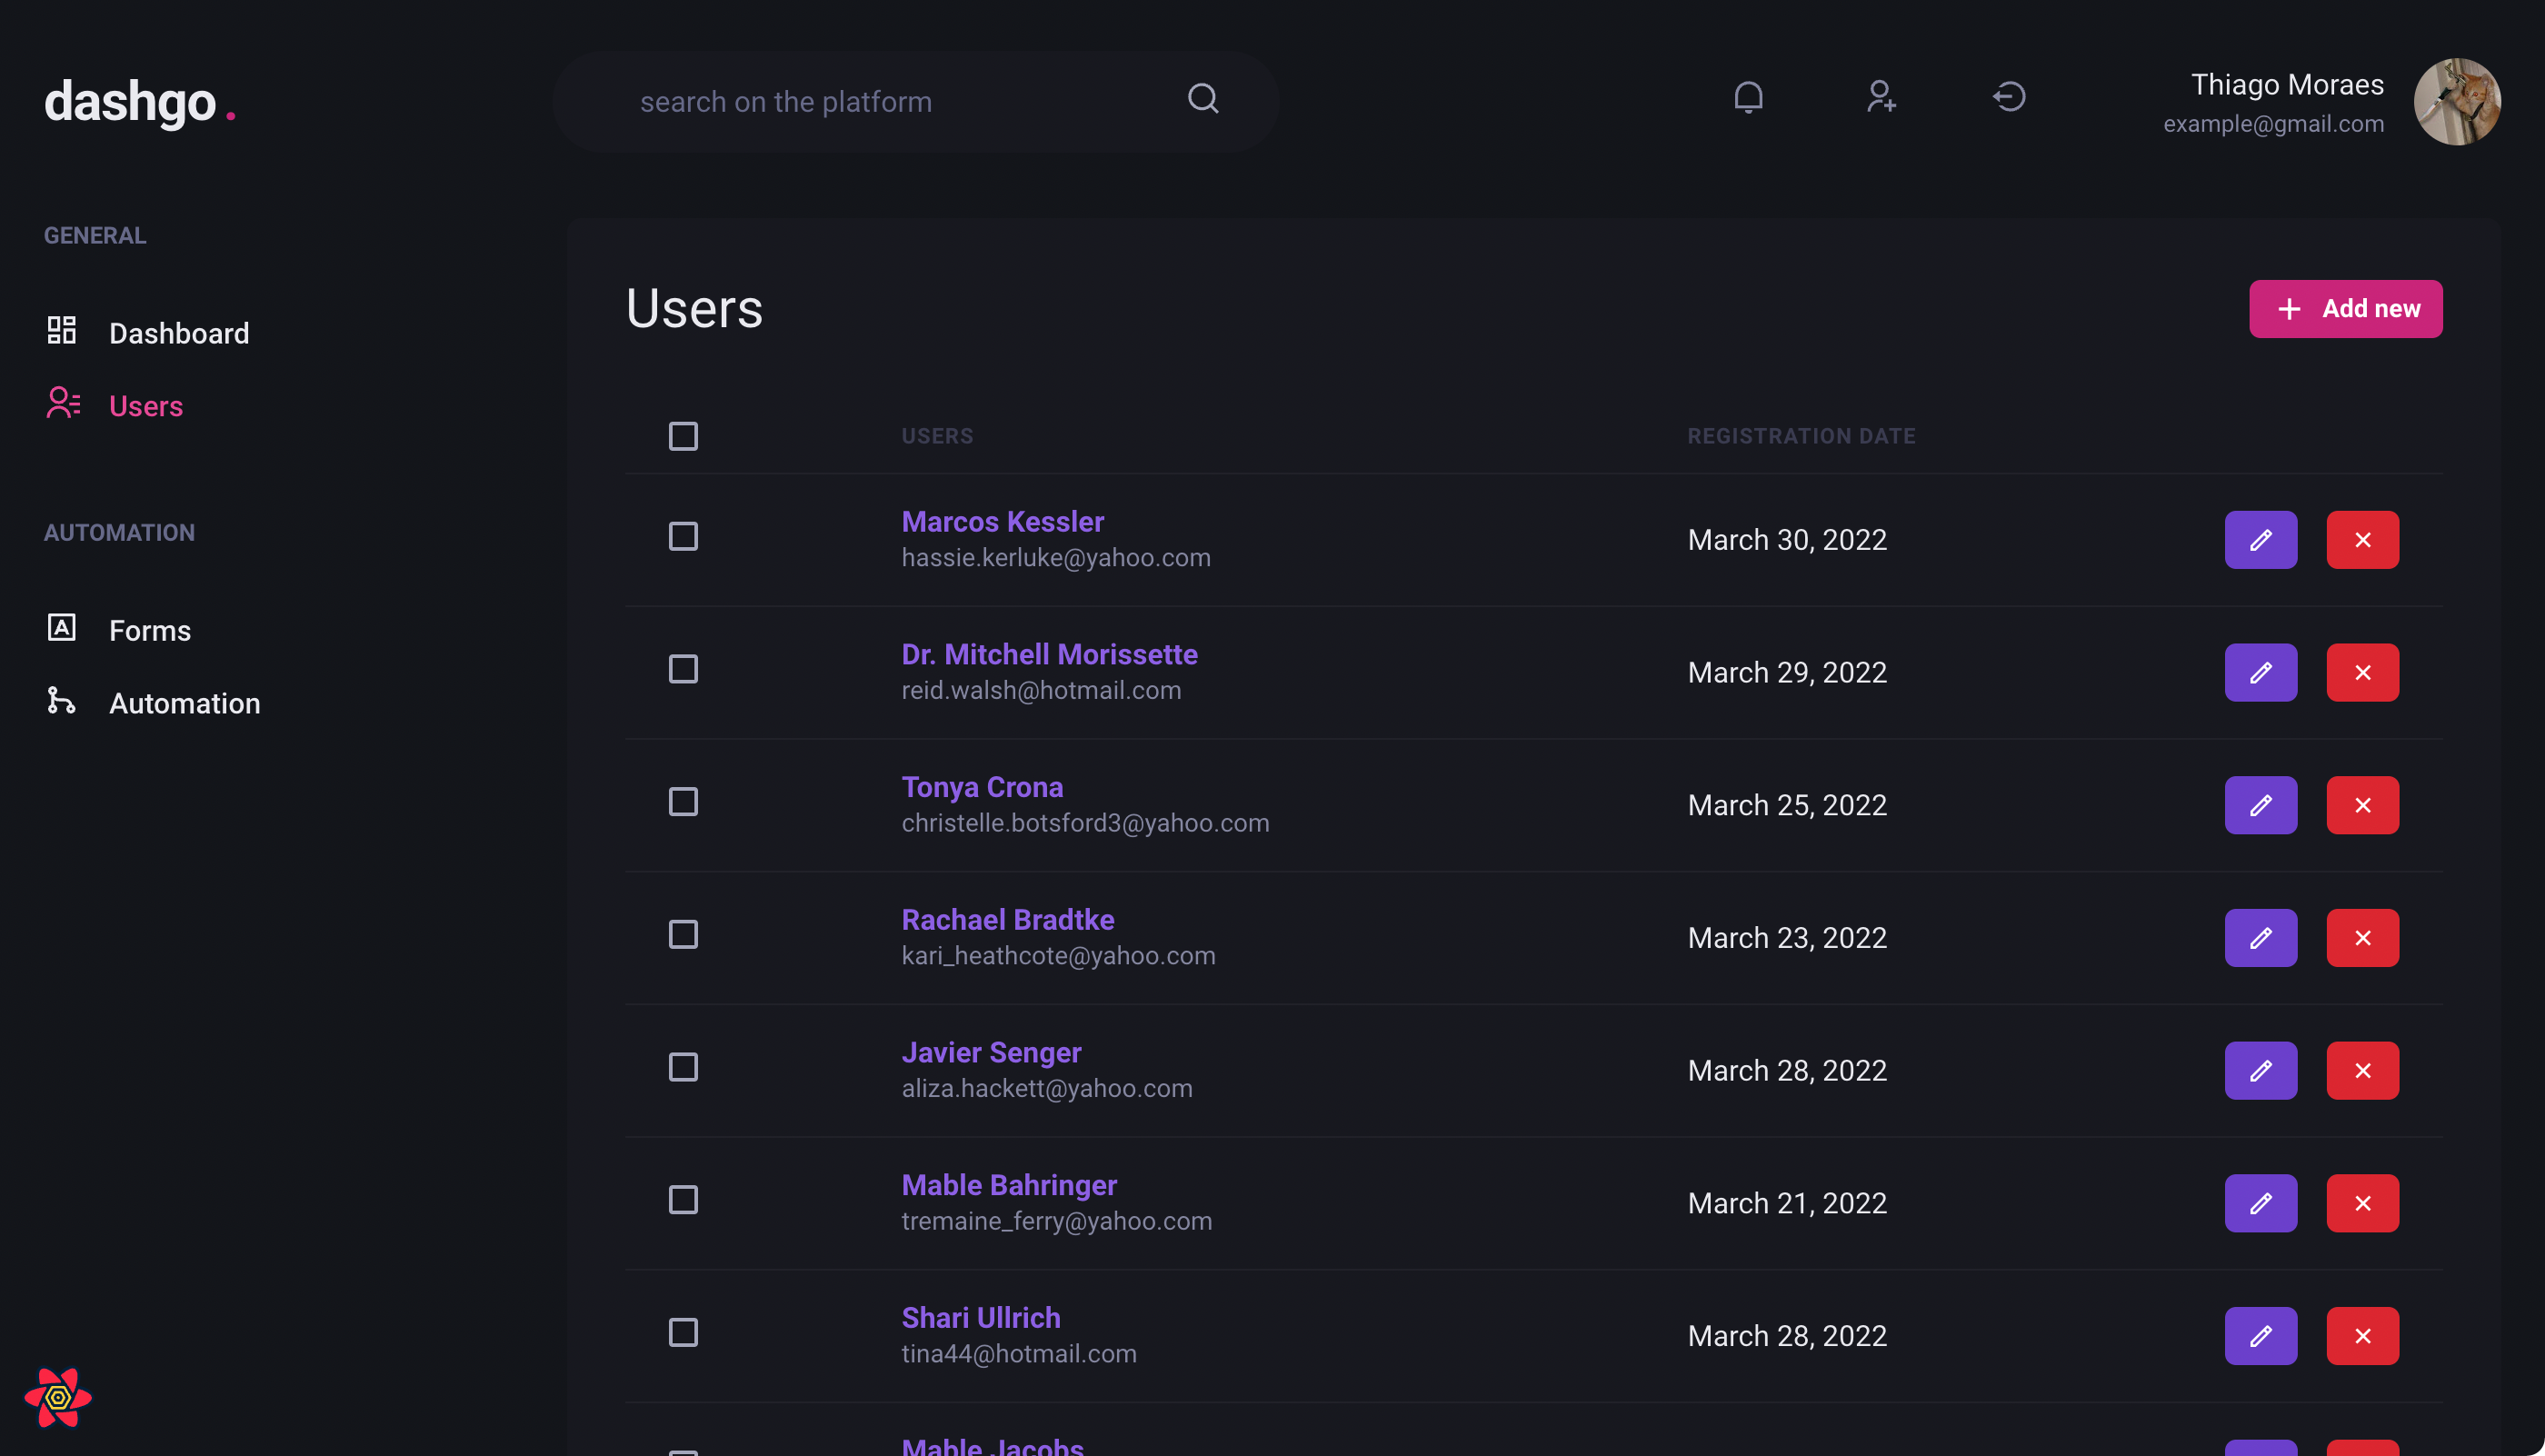 dashgo.
search on the platform
Thiago Moraes
example@gmail.com
GENERAL
Dashboard
Users
AUTOMATION
Forms
Automation
Users
Add new
USERS REGISTRATION DATE
Marcos Kessler
hassie.kerluke@yahoo.com
March 30, 2022
Dr. Mitchell Morissette
reid.walsh@hotmail.com
March 29, 2022
Tonya Crona
christelle.botsford3@yahoo.com
March 25, 2022
Rachael Bradtke
kari_heathcote@yahoo.com
March 23, 2022
Javier Senger
aliza.hackett@yahoo.com
March 28, 2022
Mable Bahringer
tremaine_ferry@yahoo.com
March 21, 2022
Shari Ullrich
tina44@hotmail.com
March 28, 2022
Mable Jacobs